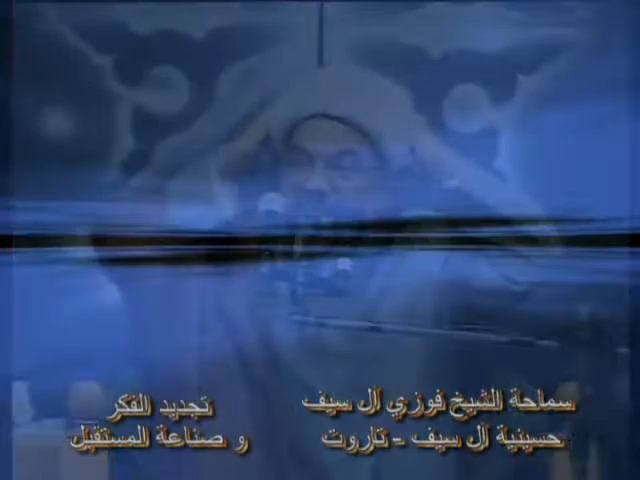 سماحة الشيخ فوزي آل سيف
حسينية آل سيف - تاروت
تجديد الفكر
و صناعة المستقبل